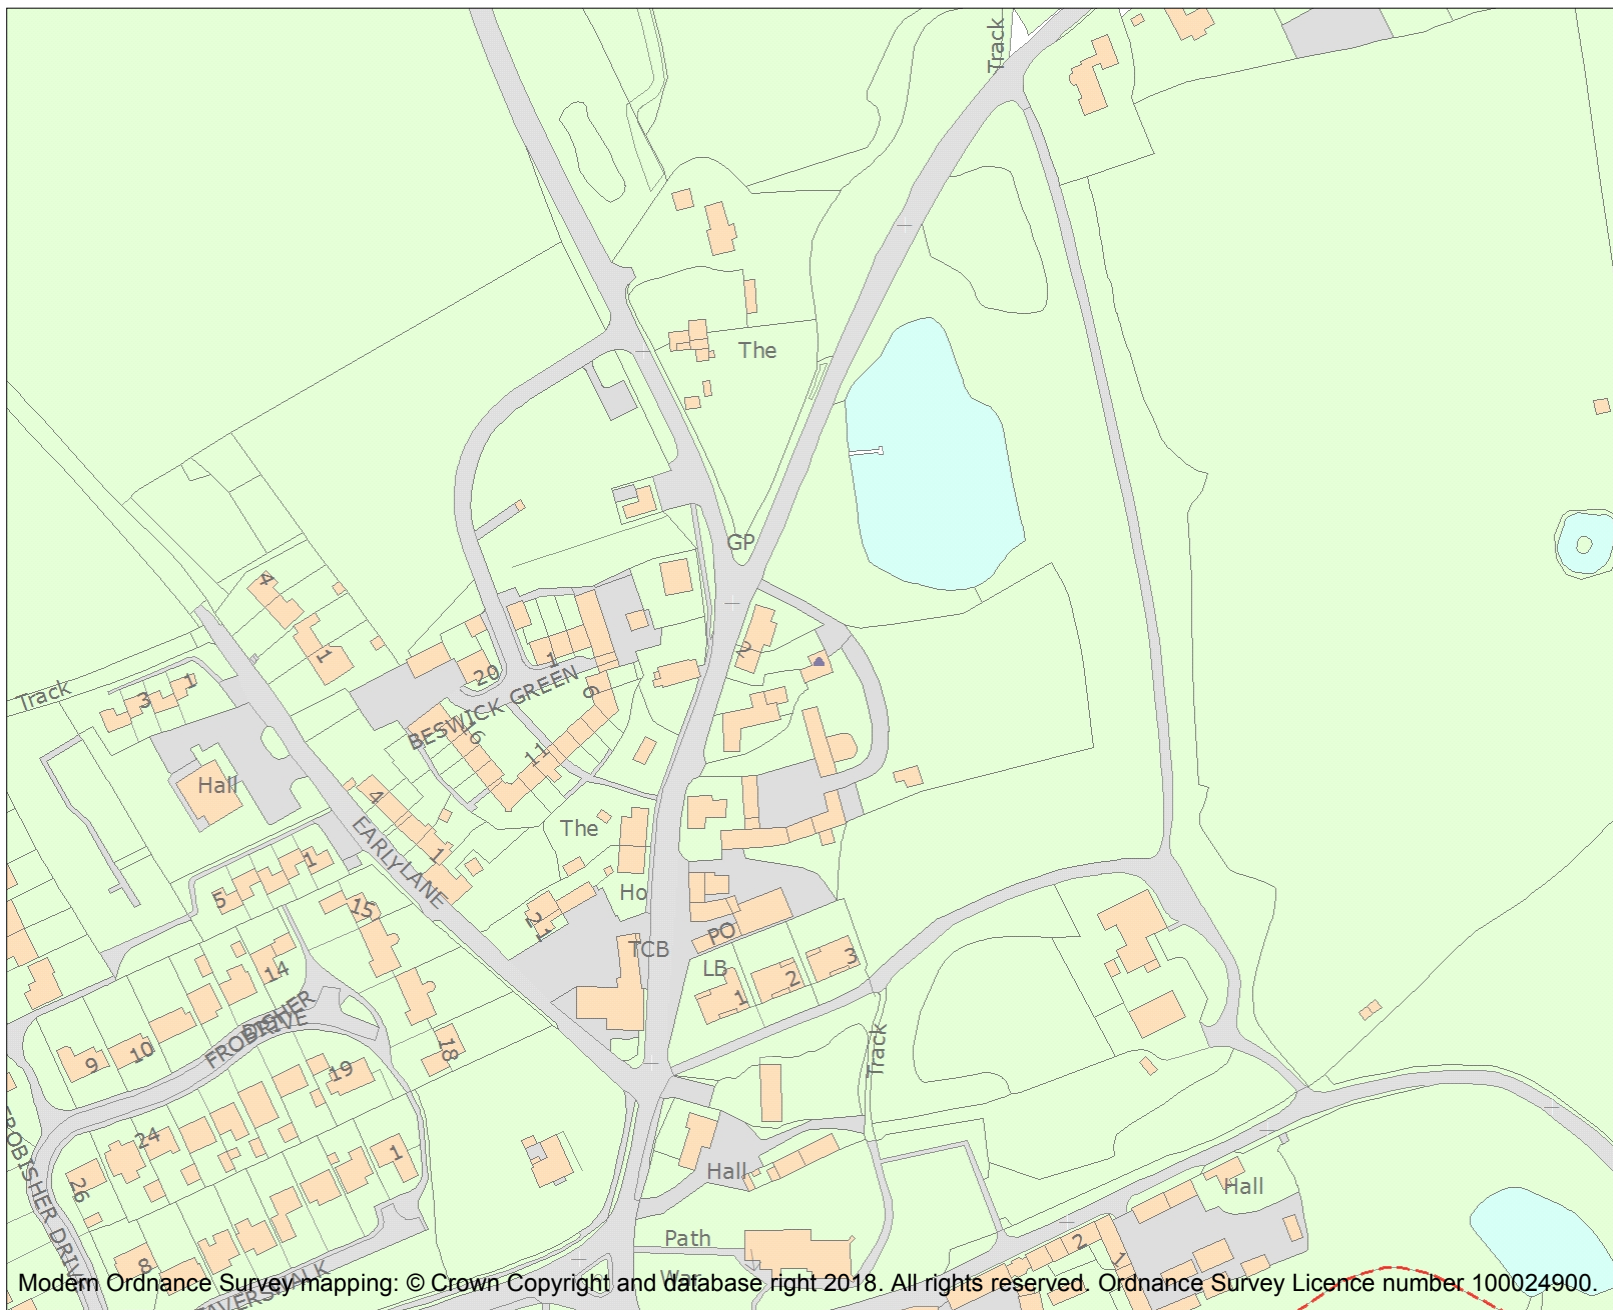 Track
The
GP
4
1
2
20
1
BESWICK GREEN
9
Track
3
1
16
11
Hall
4
The
EARLYLANE
1
1
5
Ho
15
21
PO
TCB
LB
3
2
1
14
FROBISHER
DRIVE
10
9
18
19
Track
24
1
FROBISHER DRIVE
26
Hall
Hall
Path
2
1
8
War
Modern Ordnance Survey mapping: © Crown Copyright and database right 2018. All rights reserved. Ordnance Survey Licence number 100024900.